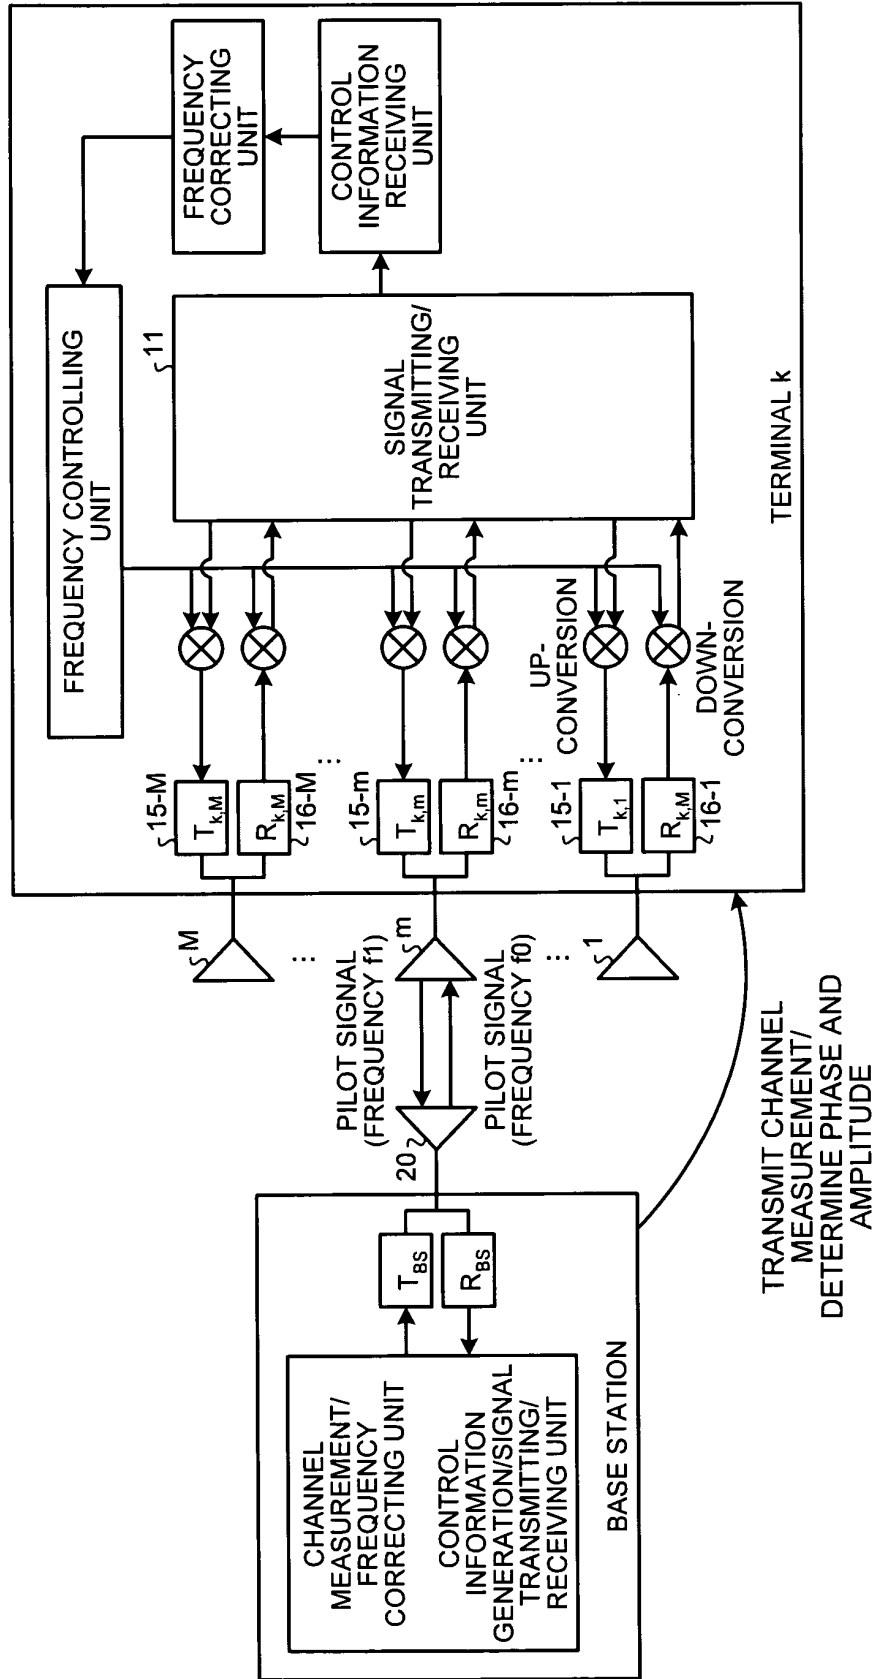 CHANNEL
MEASUREMENT/
FREQUENCY
CORRECTING UNIT
CONTROL
INFORMATION
GENERATION/SIGNAL
TRANSMITTING/
RECEIVING UNIT
BASE STATION
T_BS
R_BS
20
PILOT SIGNAL
(FREQUENCY f1)
PILOT SIGNAL
(FREQUENCY f0)
TRANSMIT CHANNEL
MEASUREMENT/
DETERMINE PHASE AND
AMPLITUDE
M
...
m
...
1
15-M
T_k,M
R_k,M
16-M
...
15-m
T_k,m
R_k,m
16-m
...
15-1
T_k,1
R_k,M
16-1
UP-
CONVERSION
DOWN-
CONVERSION
FREQUENCY CONTROLLING
UNIT
11
SIGNAL
TRANSMITTING/
RECEIVING
UNIT
FREQUENCY
CORRECTING
UNIT
CONTROL
INFORMATION
RECEIVING
UNIT
TERMINAL k